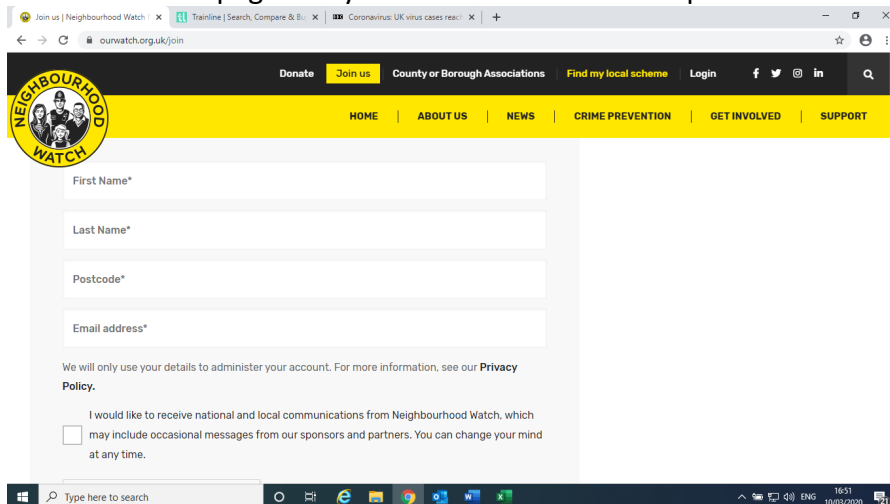 Join us | Neighbourhood Watch
Trainline | Search, Compare & Bu
Coronavirus: UK virus cases reach
ourwatch.org.uk/join
Donate Join us County or Borough Associations Find my local scheme Login
NEIGHBOURHOOD WATCH
HOME | ABOUT US | NEWS | CRIME PREVENTION | GET INVOLVED | SUPPORT
First Name*
Last Name*
Postcode*
Email address*
We will only use your details to administer your account. For more information, see our Privacy
Policy.
I would like to receive national and local communications from Neighbourhood Watch, which
may include occasional messages from our sponsors and partners. You can change your mind
at any time.
Type here to search
ENG
16:51
10/03/2020
21